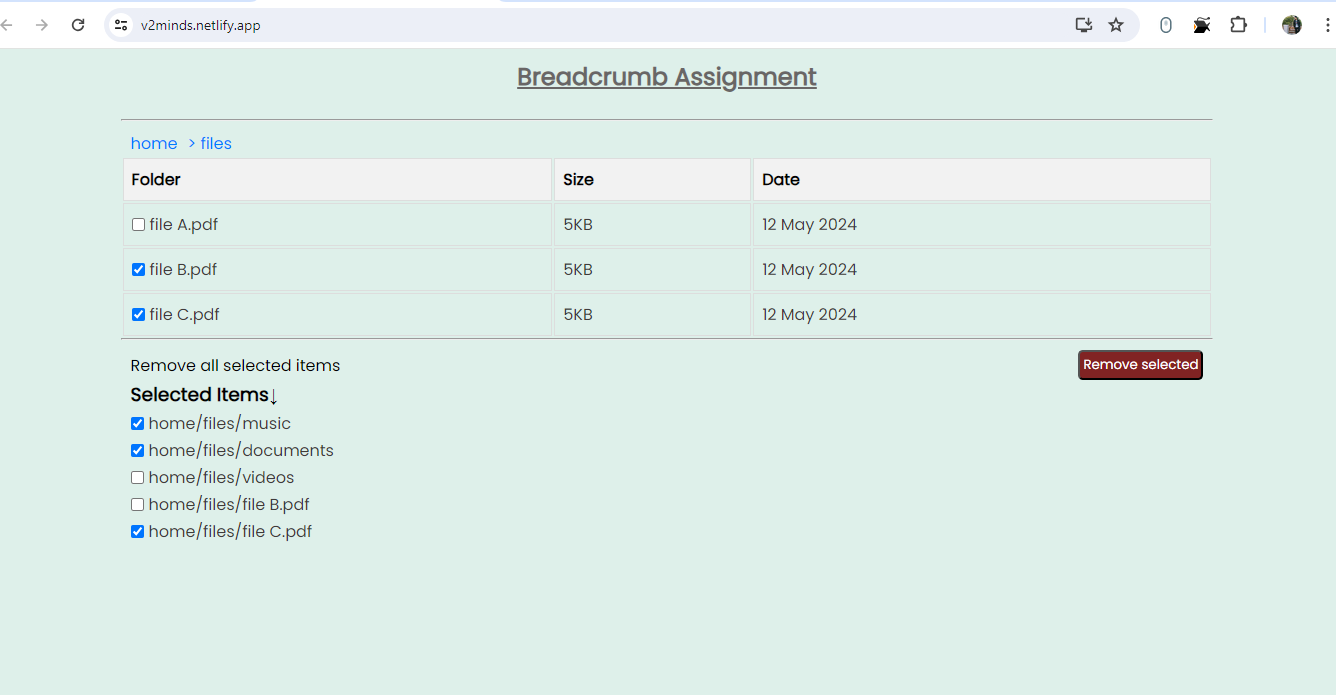 v2minds.netlify.app
Breadcrumb Assignment
home > files
Folder Size Date
file A.pdf 5KB 12 May 2024
file B.pdf 5KB 12 May 2024
file C.pdf 5KB 12 May 2024
Remove all selected items Remove selected
Selected Items↓
home/files/music
home/files/documents
home/files/videos
home/files/file B.pdf
home/files/file C.pdf